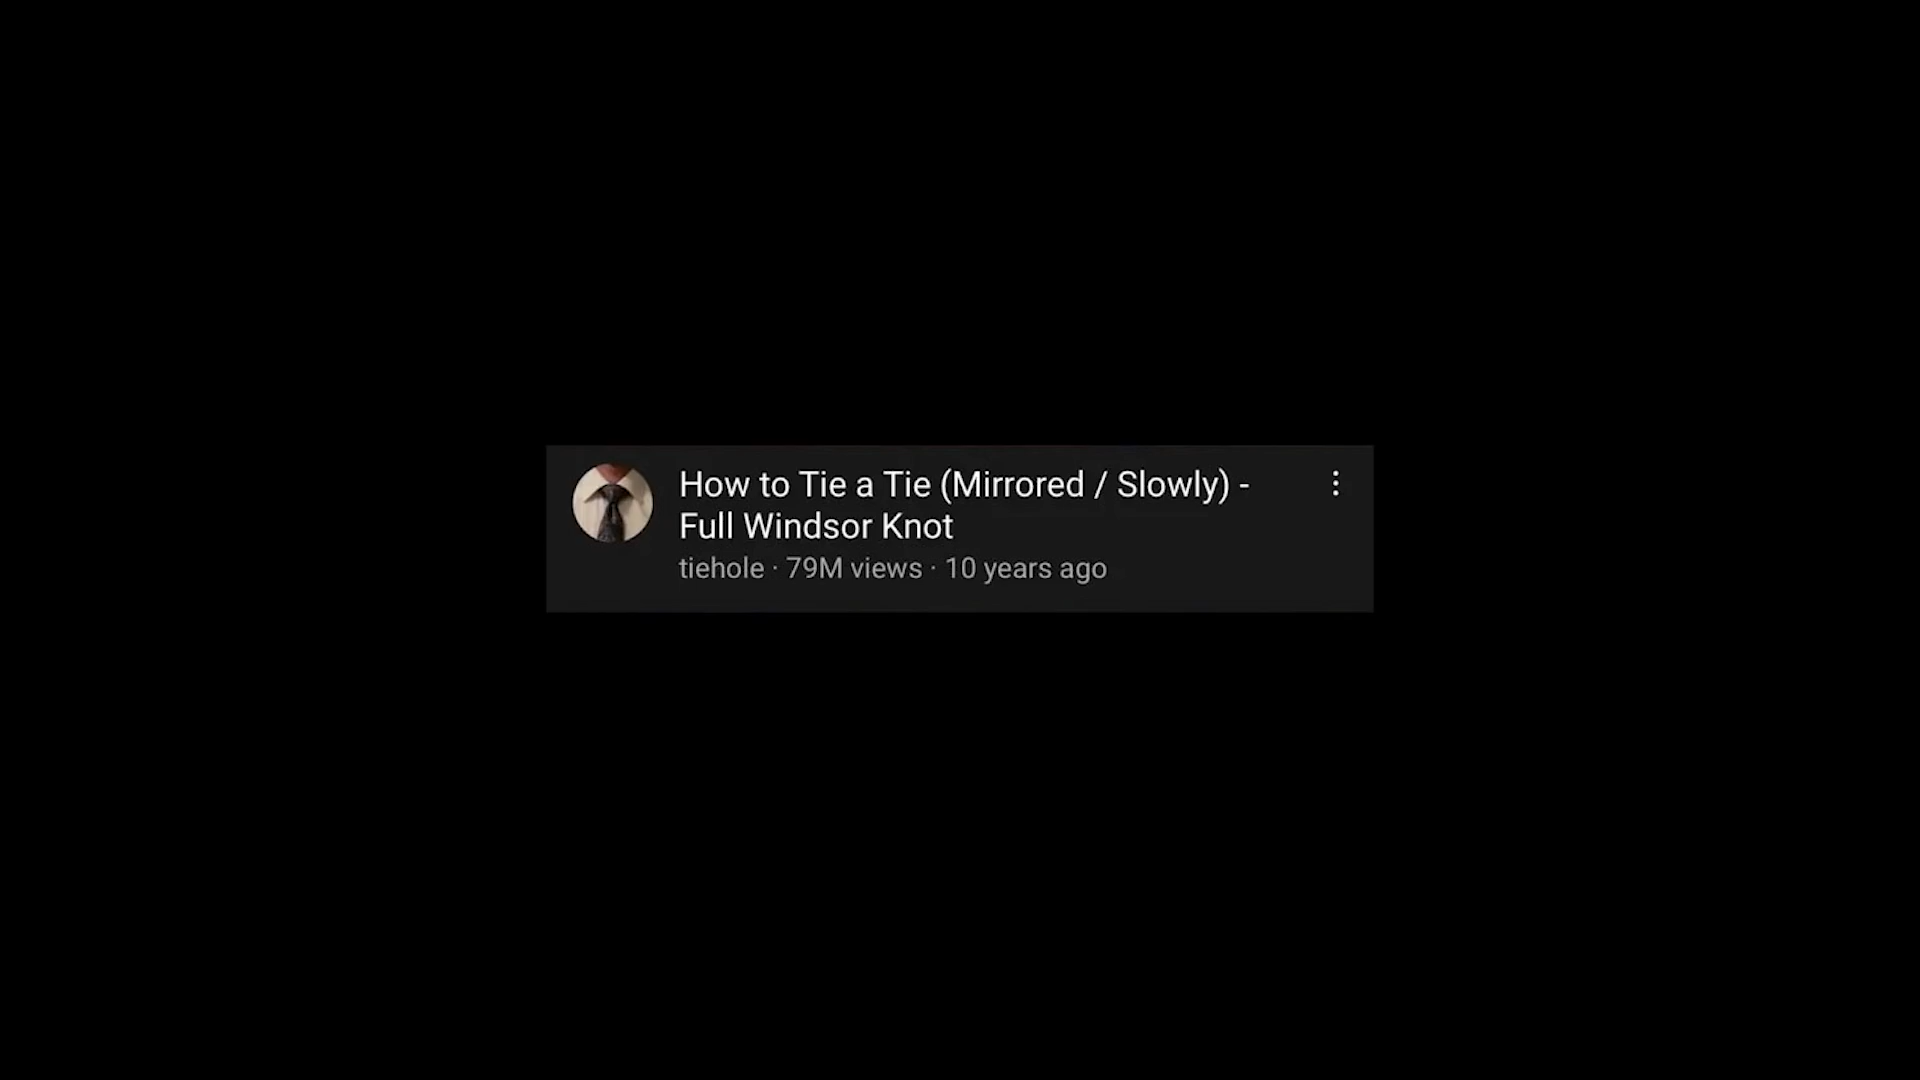 How to Tie a Tie (Mirrored / Slowly) -
Full Windsor Knot
tiehole · 79M views · 10 years ago